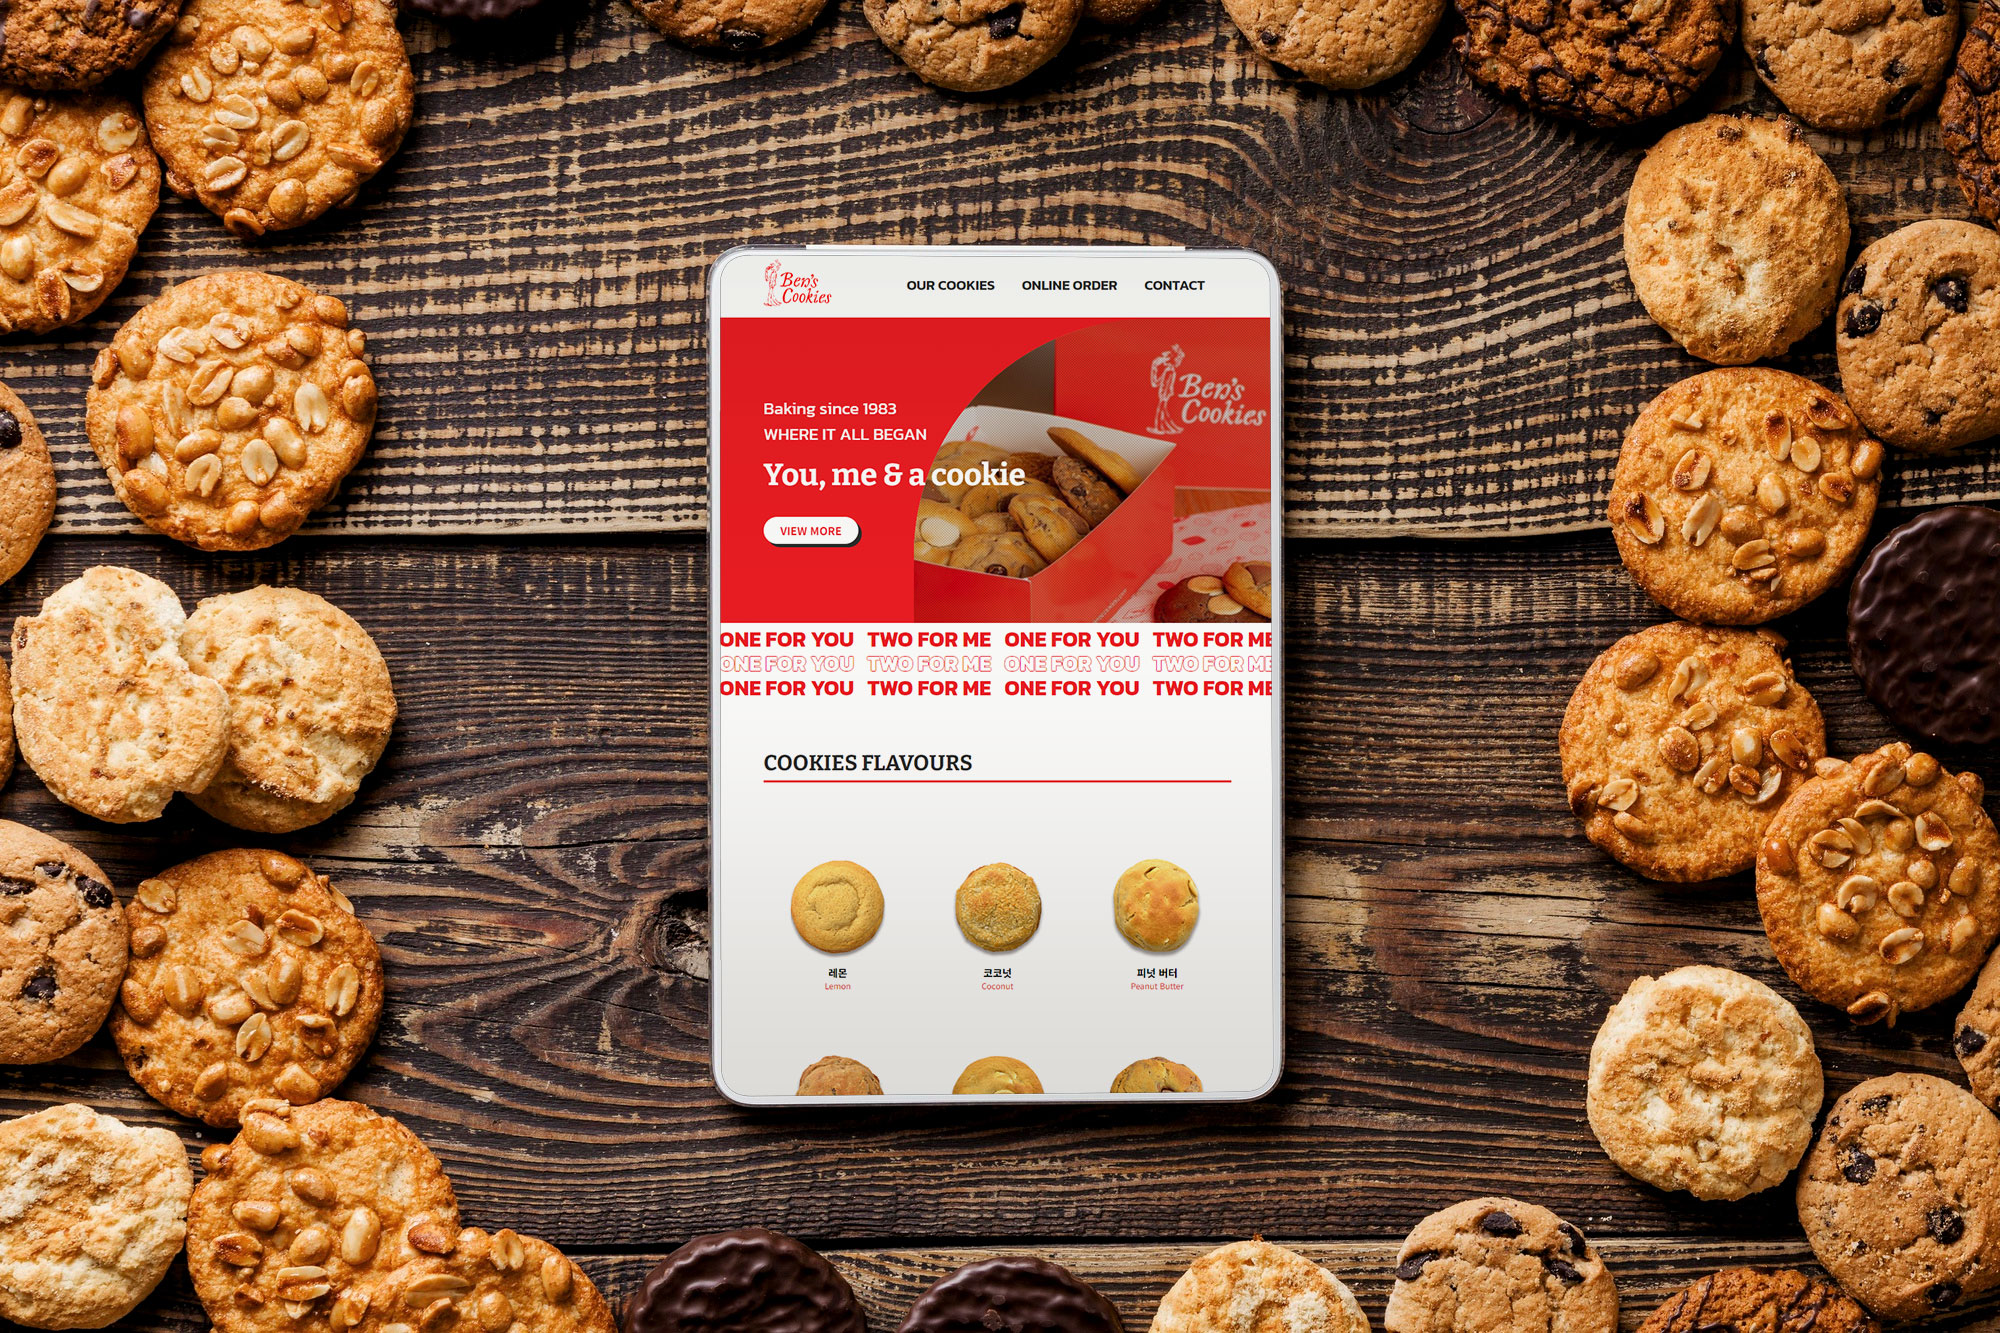 Ben's
Cookies
OUR COOKIES ONLINE ORDER CONTACT
Ben's
Cookies
Baking since 1983
WHERE IT ALL BEGAN
You, me & a cookie
VIEW MORE
ONE FOR YOU TWO FOR ME ONE FOR YOU TWO FOR ME
ONE FOR YOU TWO FOR ME ONE FOR YOU TWO FOR ME
ONE FOR YOU TWO FOR ME ONE FOR YOU TWO FOR ME
COOKIES FLAVOURS
레몬 코코넛 피넛 버터
Lemon Coconut Peanut Butter